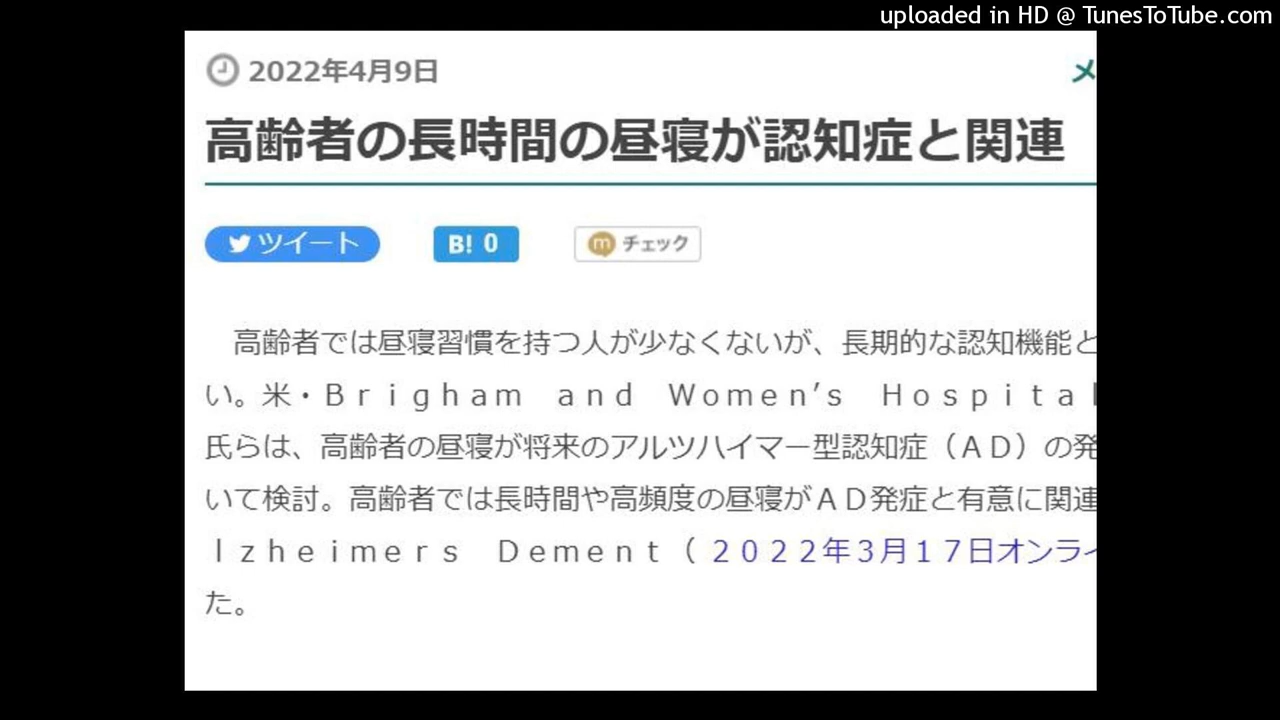 uploaded in HD @ TunesToTube.com
2022年4月9日
メ
高齢者の長時間の昼寝が認知症と関連
ツイート
B! 0
m チェック
高齢者では昼寝習慣を持つ人が少なくないが、長期的な認知機能と
い。米・Ｂｒｉｇｈａｍ　ａｎｄ　Ｗｏｍｅｎ’ｓ　Ｈｏｓｐｉｔａｌ
氏らは、高齢者の昼寝が将来のアルツハイマー型認知症（ＡＤ）の発
いて検討。高齢者では長時間や高頻度の昼寝がＡＤ発症と有意に関連
ｌｚｈｅｉｍｅｒｓ　Ｄｅｍｅｎｔ（２０２２年３月１７日オンライ
た。